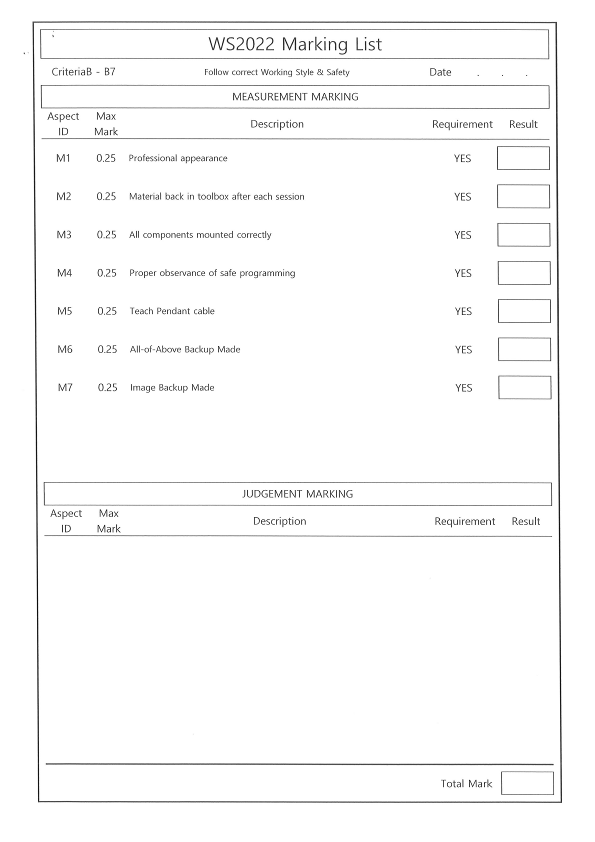 WS2022 Marking List
CriteriaB - B7 Follow correct Working Style & Safety Date . . .
MEASUREMENT MARKING
Aspect ID Max Mark Description Requirement Result
M1 0.25 Professional appearance YES
M2 0.25 Material back in toolbox after each session YES
M3 0.25 All components mounted correctly YES
M4 0.25 Proper observance of safe programming YES
M5 0.25 Teach Pendant cable YES
M6 0.25 All-of-Above Backup Made YES
M7 0.25 Image Backup Made YES
JUDGEMENT MARKING
Aspect ID Max Mark Description Requirement Result
Total Mark